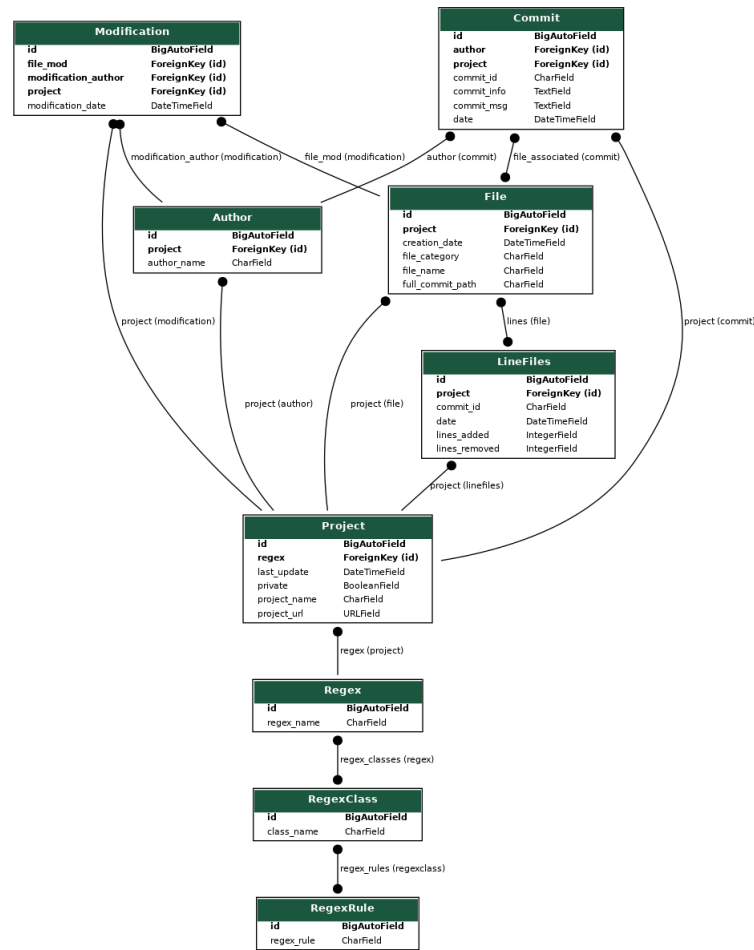 Modification
id BigAutoField
file_mod ForeignKey (id)
modification_author ForeignKey (id)
project ForeignKey (id)
modification_date DateTimeField
Commit
id BigAutoField
author ForeignKey (id)
project ForeignKey (id)
commit_id CharField
commit_info TextField
commit_msg TextField
date DateTimeField
modification_author (modification)
file_mod (modification)
author (commit)
file_associated (commit)
Author
id BigAutoField
project ForeignKey (id)
author_name CharField
File
id BigAutoField
project ForeignKey (id)
creation_date DateTimeField
file_category CharField
file_name CharField
full_commit_path CharField
project (modification)
lines (file)
project (commit)
LineFiles
id BigAutoField
project ForeignKey (id)
commit_id CharField
date DateTimeField
lines_added IntegerField
lines_removed IntegerField
project (author)
project (file)
project (linefiles)
Project
id BigAutoField
regex ForeignKey (id)
last_update DateTimeField
private BooleanField
project_name CharField
project_url URLField
regex (project)
Regex
id BigAutoField
regex_name CharField
regex_classes (regex)
RegexClass
id BigAutoField
class_name CharField
regex_rules (regexclass)
RegexRule
id BigAutoField
regex_rule CharField